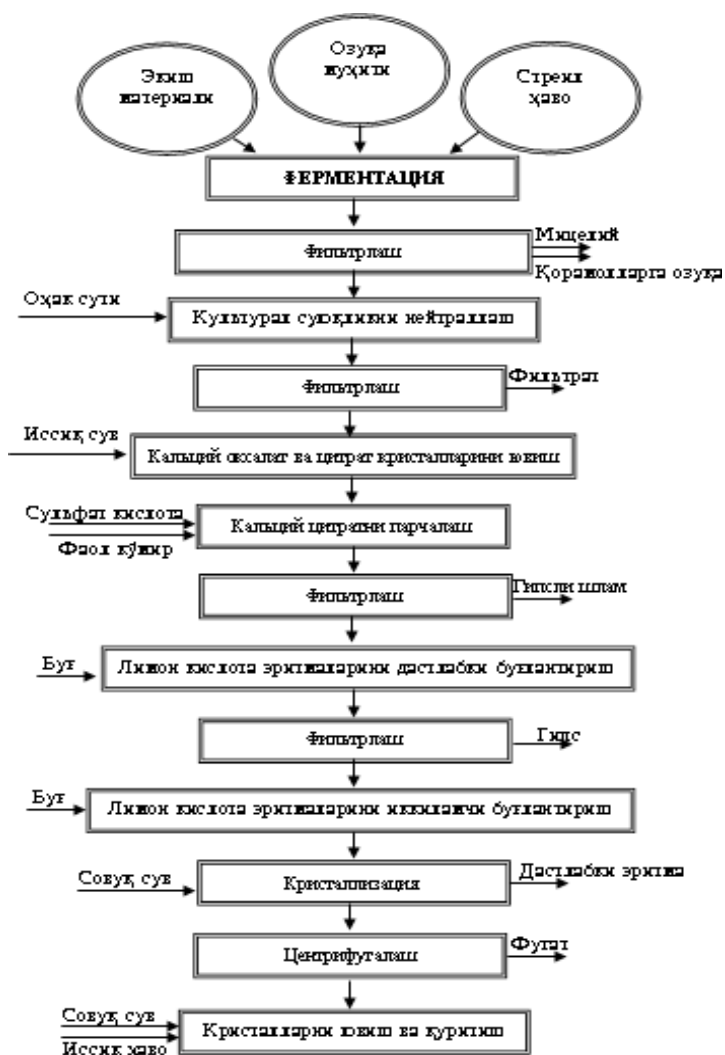 Экиш
материали
Озуқа
муҳити
Стреил
ҳаво
ФЕРМЕНТАЦИЯ
Фильтрлаш
Мицелий
Қорамолларга озуқа
Оҳак сути
Культурал суюқликни нейтраллаш
Фильтрлаш
Фильтрат
Иссиқ сув
Кальций оксалат ва цитрат кристалларини ювиш
Сульфат кислота
Фаол кўмир
Кальций цитратни парчалаш
Фильтрлаш
Гипсли шлам
Буғ
Лимон кислота эритмаларини дастлабки буғлантириш
Фильтрлаш
Гипс
Буғ
Лимон кислота эритмаларини иккиламчи буғлантириш
Совуқ сув
Кристаллизация
Дастлабки эритма
Центрифугалаш
Фугат
Совуқ сув
Иссиқ ҳаво
Кристалларни ювиш ва қуритиш